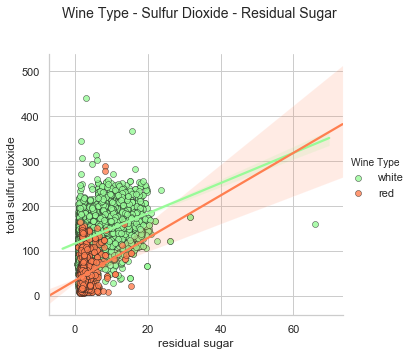 Wine Type - Sulfur Dioxide - Residual Sugar
500
400
300
200
100
0
total sulfur dioxide
0
20
40
60
residual sugar
Wine Type
white
red